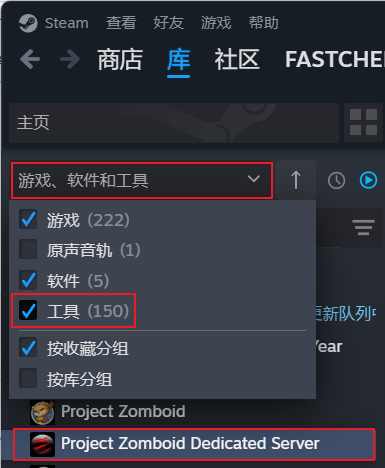 Steam 查看 好友 游戏 帮助
商店 库 社区 FASTCHE
主页
游戏、软件和工具
游戏 (222)
原声音轨 (1)
软件 (5)
工具 (150)
更新队列中
按收藏分组
Year
按库分组
Project Zomboid
Project Zomboid Dedicated Server